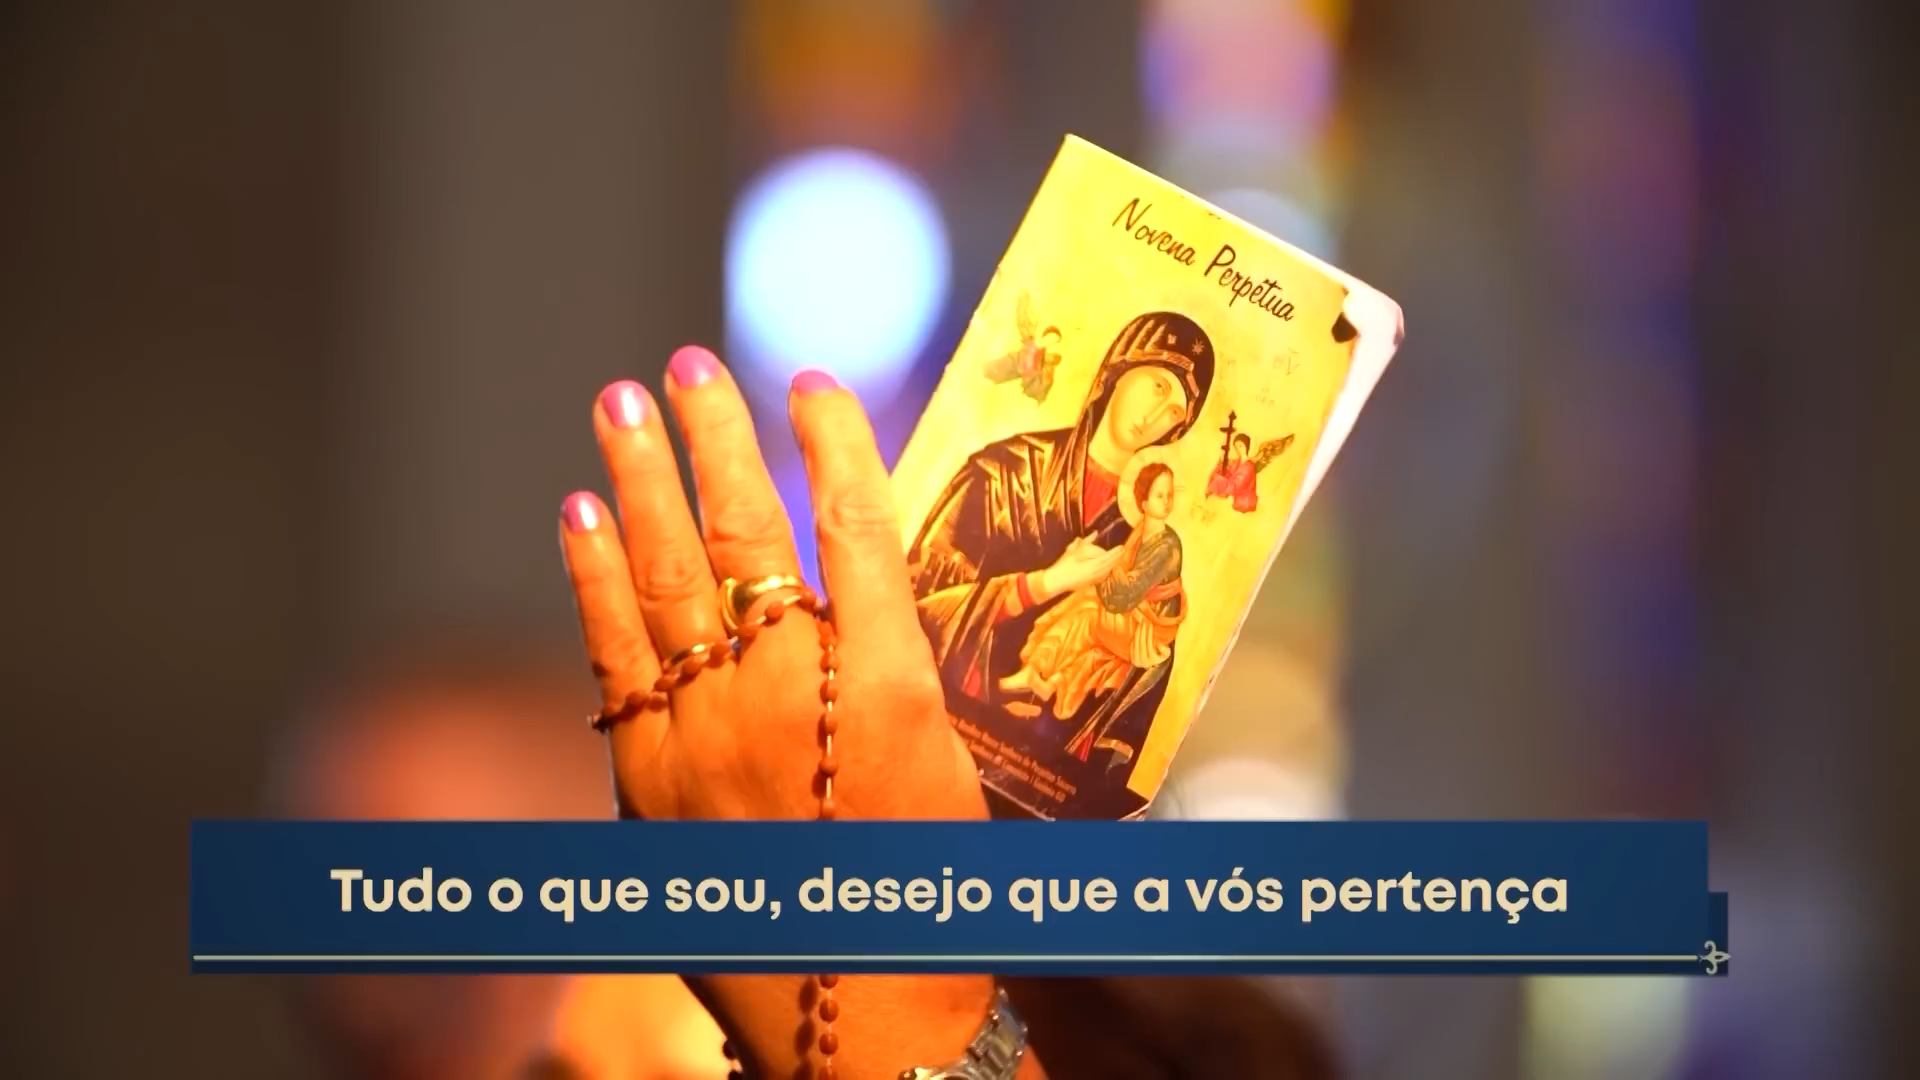 Novena Perpétua
Tudo o que sou, desejo que a vós pertença